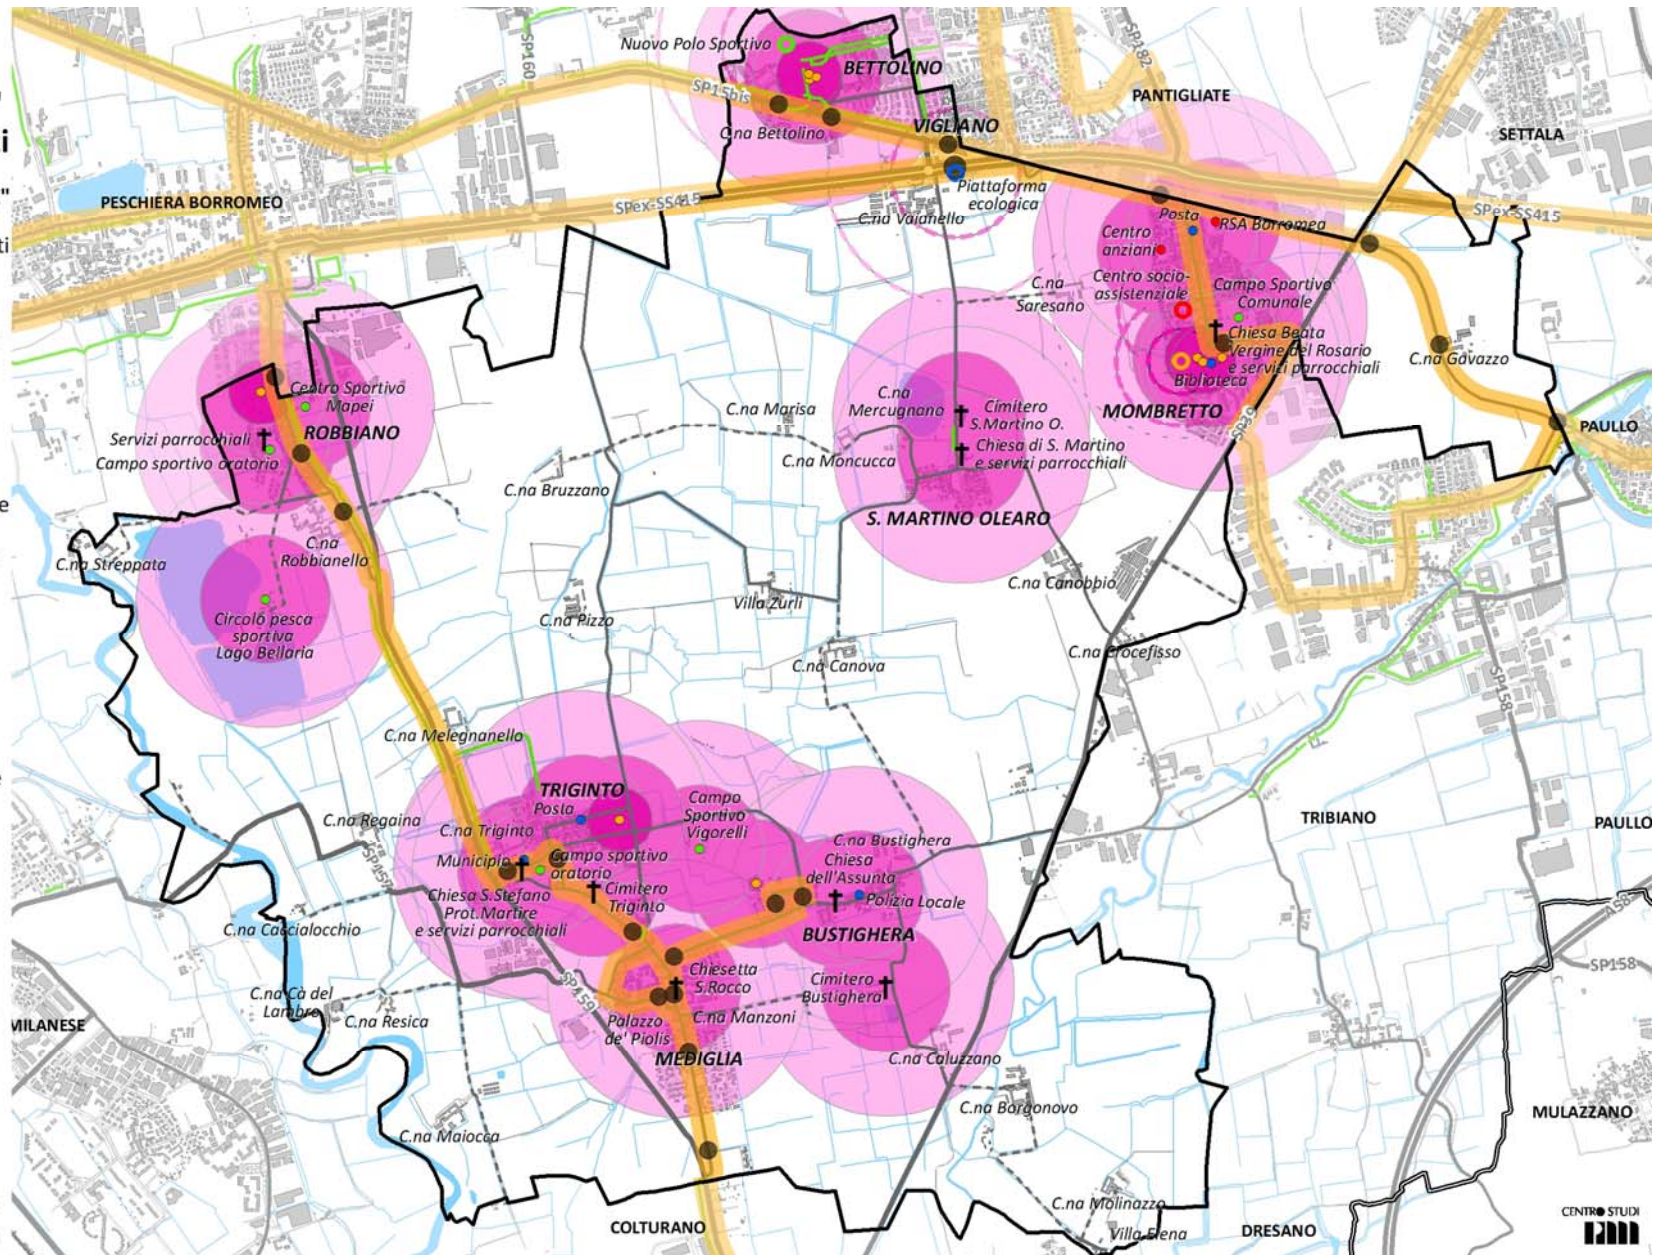 ti
"
ti
e
e
SP160
SP182
Nuovo Polo Sportivo
BETTOLINO
SP15bis
PANTIGLIATE
C.na Bettolino
VIGLIANO
SETTALA
PESCHIERA BORROMEO
Piattaforma
ecologica
SPex-SS415
SPex-SS415
C.na Vaianello
Posta
RSA Borromea
Centro
anziani
Centro socio-
assistenziale
Campo Sportivo
Comunale
C.na
Saresano
Chiesa Beata
Vergine del Rosario
e servizi parrocchiali
Biblioteca
C.na Gavazzo
MOMBRETTO
SP39
PAULLO
Centro Sportivo
Mapei
ROBBIANO
Servizi parrocchiali
Campo sportivo oratorio
C.na
Mercugnano
Cimitero
S.Martino O.
C.na Marisa
Chiesa di S. Martino
e servizi parrocchiali
C.na Moncucca
C.na Bruzzano
S. MARTINO OLEARO
C.na
Robbianello
C.na Streppata
C.na Canobbio
Villa Zurli
C.na Pizzo
Circolo pesca
sportiva
Lago Bellaria
C.na Canova
C.na Crocefisso
SP158
C.na Melegnanello
TRIGINTO
Posta
Campo
Sportivo
Vigorelli
C.na Regaina
C.na Triginto
C.na Bustighera
TRIBIANO
PAULLO
Municipio
Campo sportivo
oratorio
Chiesa
dell'Assunta
Chiesa S.Stefano
Prot.Martire
e servizi parrocchiali
Cimitero
Triginto
Polizia Locale
C.na Caccialocchio
BUSTIGHERA
SP158
Chiesetta
S.Rocco
Cimitero
Bustighera
SP459
C.na Cà del
Lambro
C.na Resica
MILANESE
Palazzo
de' Piolis
C.na Manzoni
MEDIGLIA
C.na Caluzzano
C.na Borgonovo
MULAZZANO
C.na Maiocca
C.na Molinazzo
COLTURANO
Villa Elena
DRESANO
CENTRO STUDI
PIM